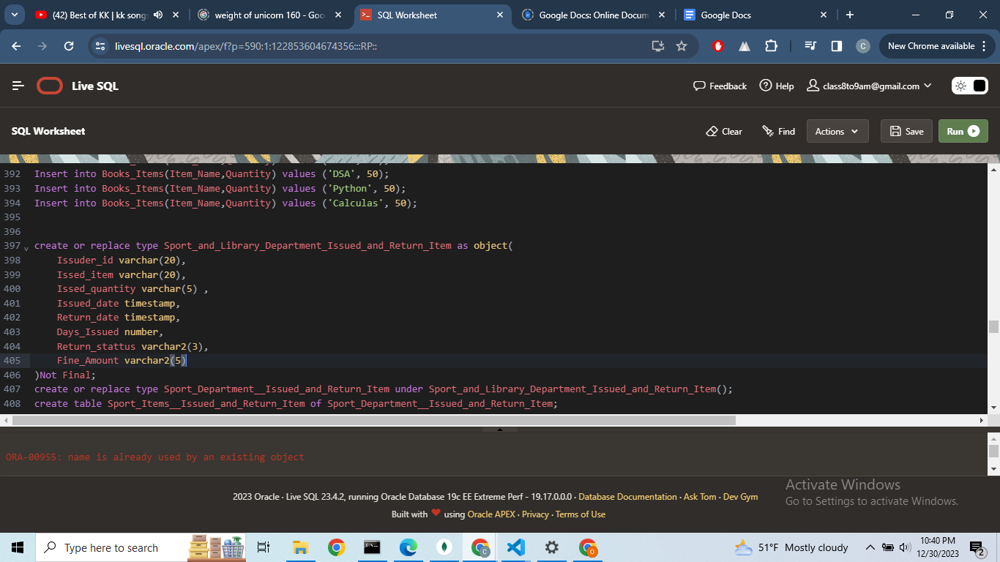 (42) Best of KK | kk songs
weight of unicorn 160 - Goo
SQL Worksheet
Google Docs: Online Docum
Google Docs
livesql.oracle.com/apex/f?p=590:1:122853604674356:::RP::
C
New Chrome available
Live SQL
Feedback
Help
class8to9am@gmail.com
SQL Worksheet
Clear
Find
Actions
Save
Run
392 Insert into Books_Items(Item_Name,Quantity) values ('DSA', 50);
393 Insert into Books_Items(Item_Name,Quantity) values ('Python', 50);
394 Insert into Books_Items(Item_Name,Quantity) values ('Calculas', 50);
395
396
397 create or replace type Sport_and_Library_Department_Issued_and_Return_Item as object(
398 Issuder_id varchar(20),
399 Issed_item varchar(20),
400 Issed_quantity varchar(5) ,
401 Issued_date timestamp,
402 Return_date timestamp,
403 Days_Issued number,
404 Return_stattus varchar2(3),
405 Fine_Amount varchar2(5)
406 )Not Final;
407 create or replace type Sport_Department__Issued_and_Return_Item under Sport_and_Library_Department_Issued_and_Return_Item();
408 create table Sport_Items__Issued_and_Return_Item of Sport_Department__Issued_and_Return_Item;
ORA-00955: name is already used by an existing object
2023 Oracle · Live SQL 23.4.2, running Oracle Database 19c EE Extreme Perf - 19.17.0.0.0 · Database Documentation · Ask Tom · Dev Gym
Built with ❤ using Oracle APEX · Privacy · Terms of Use
Activate Windows
Go to Settings to activate Windows.
Type here to search
51°F Mostly cloudy
10:40 PM
12/30/2023
2